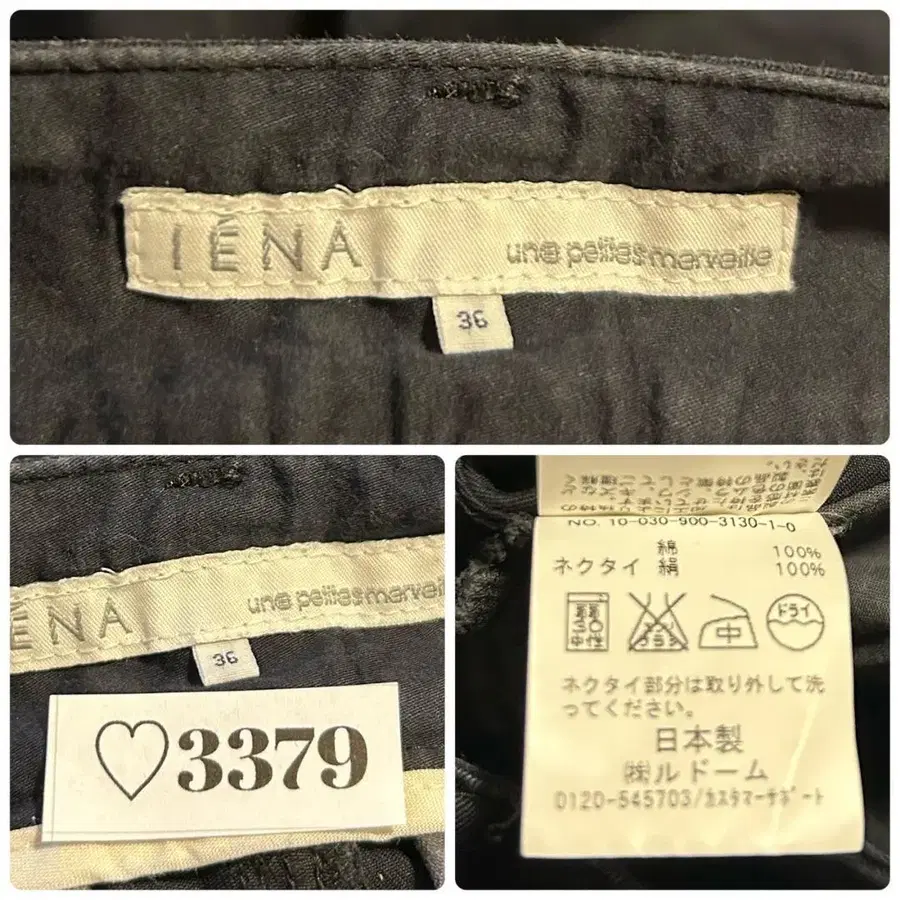 IÉNA
une petites merveille
36
ÉNA
une petites merveil
36
♡3379
NO. 10-030-900-3130-1-0
綿 100%
ネクタイ 絹 100%
中
ドライ
ネクタイ部分は取り外して洗
ってください。
日本製
㈱ルドーム
0120-545703/カスタマーサポート